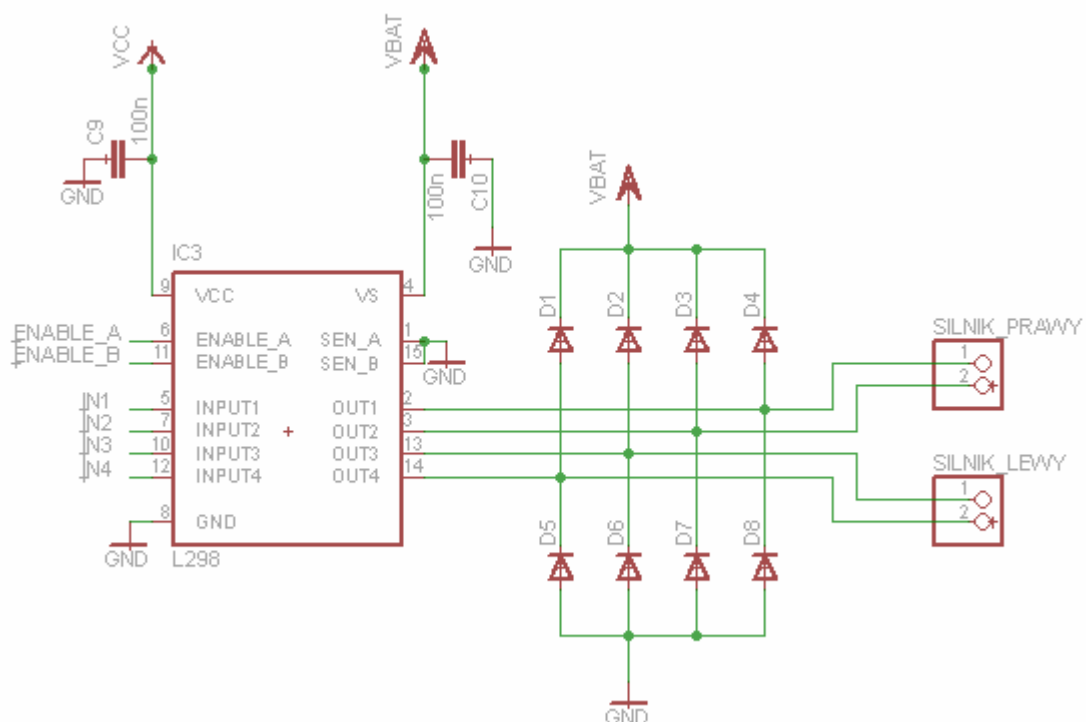 VCC
VBAT
C9
100n
GND
100n
C10
GND
VBAT
IC3
9 VCC VS 4
ENABLE_A 6 ENABLE_A SEN_A 1
ENABLE_B 11 ENABLE_B SEN_B 15
GND
IN1 5 INPUT1 OUT1 2
IN2 7 INPUT2 OUT2 3
IN3 10 INPUT3 OUT3 13
IN4 12 INPUT4 OUT4 14
8 GND
GND
L298
D1 D2 D3 D4
SILNIK_PRAWY
1
2
SILNIK_LEWY
1
2
D5 D6 D7 D8
GND